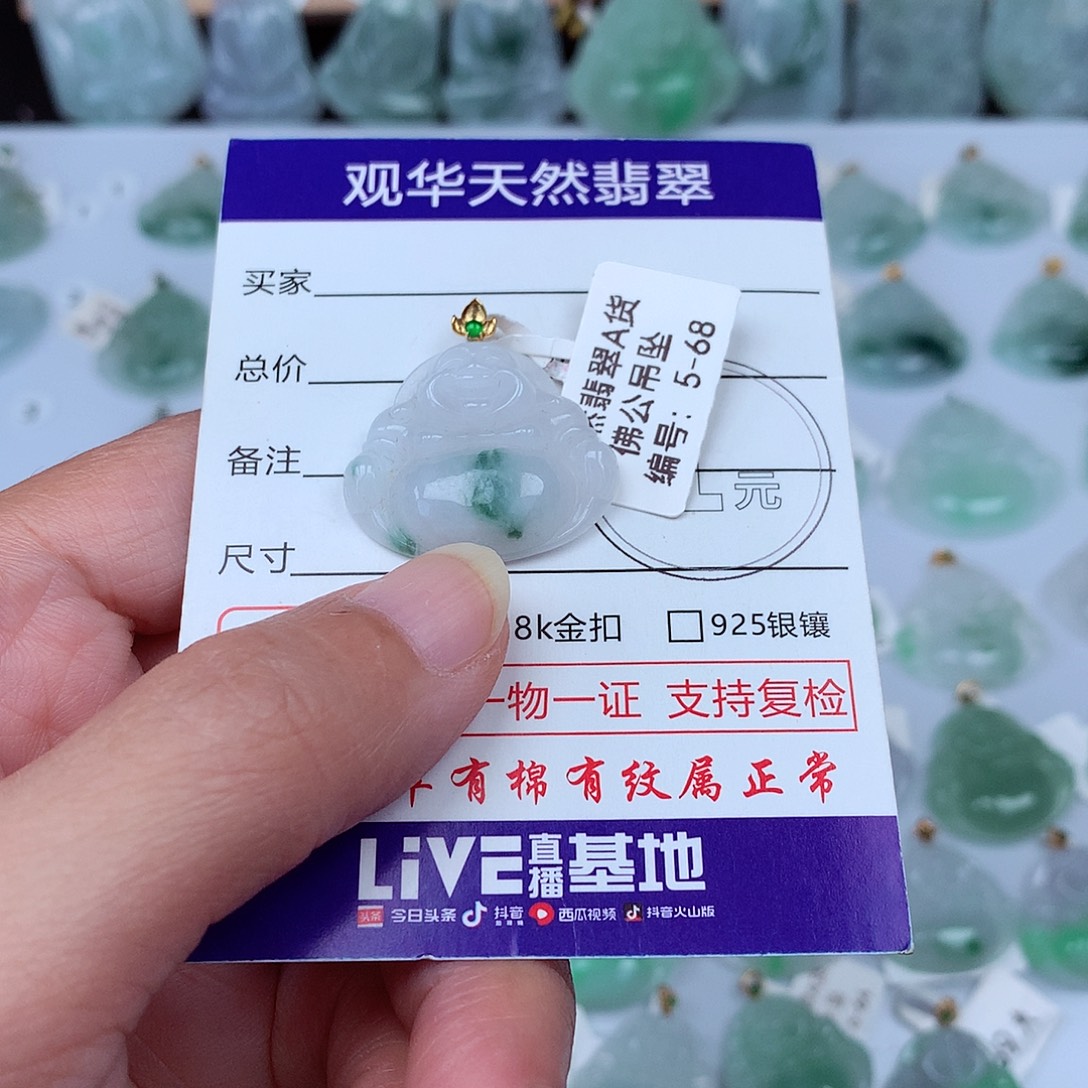 观华天然翡翠
买家
总价
备注
尺寸
翡翠A货
佛公吊坠
编号：5-68
元
8k金扣 925银镶
一物一证 支持复检
有棉有纹属正常
LiVE直播基地
头条 今日头条 抖音 西瓜视频 抖音火山版